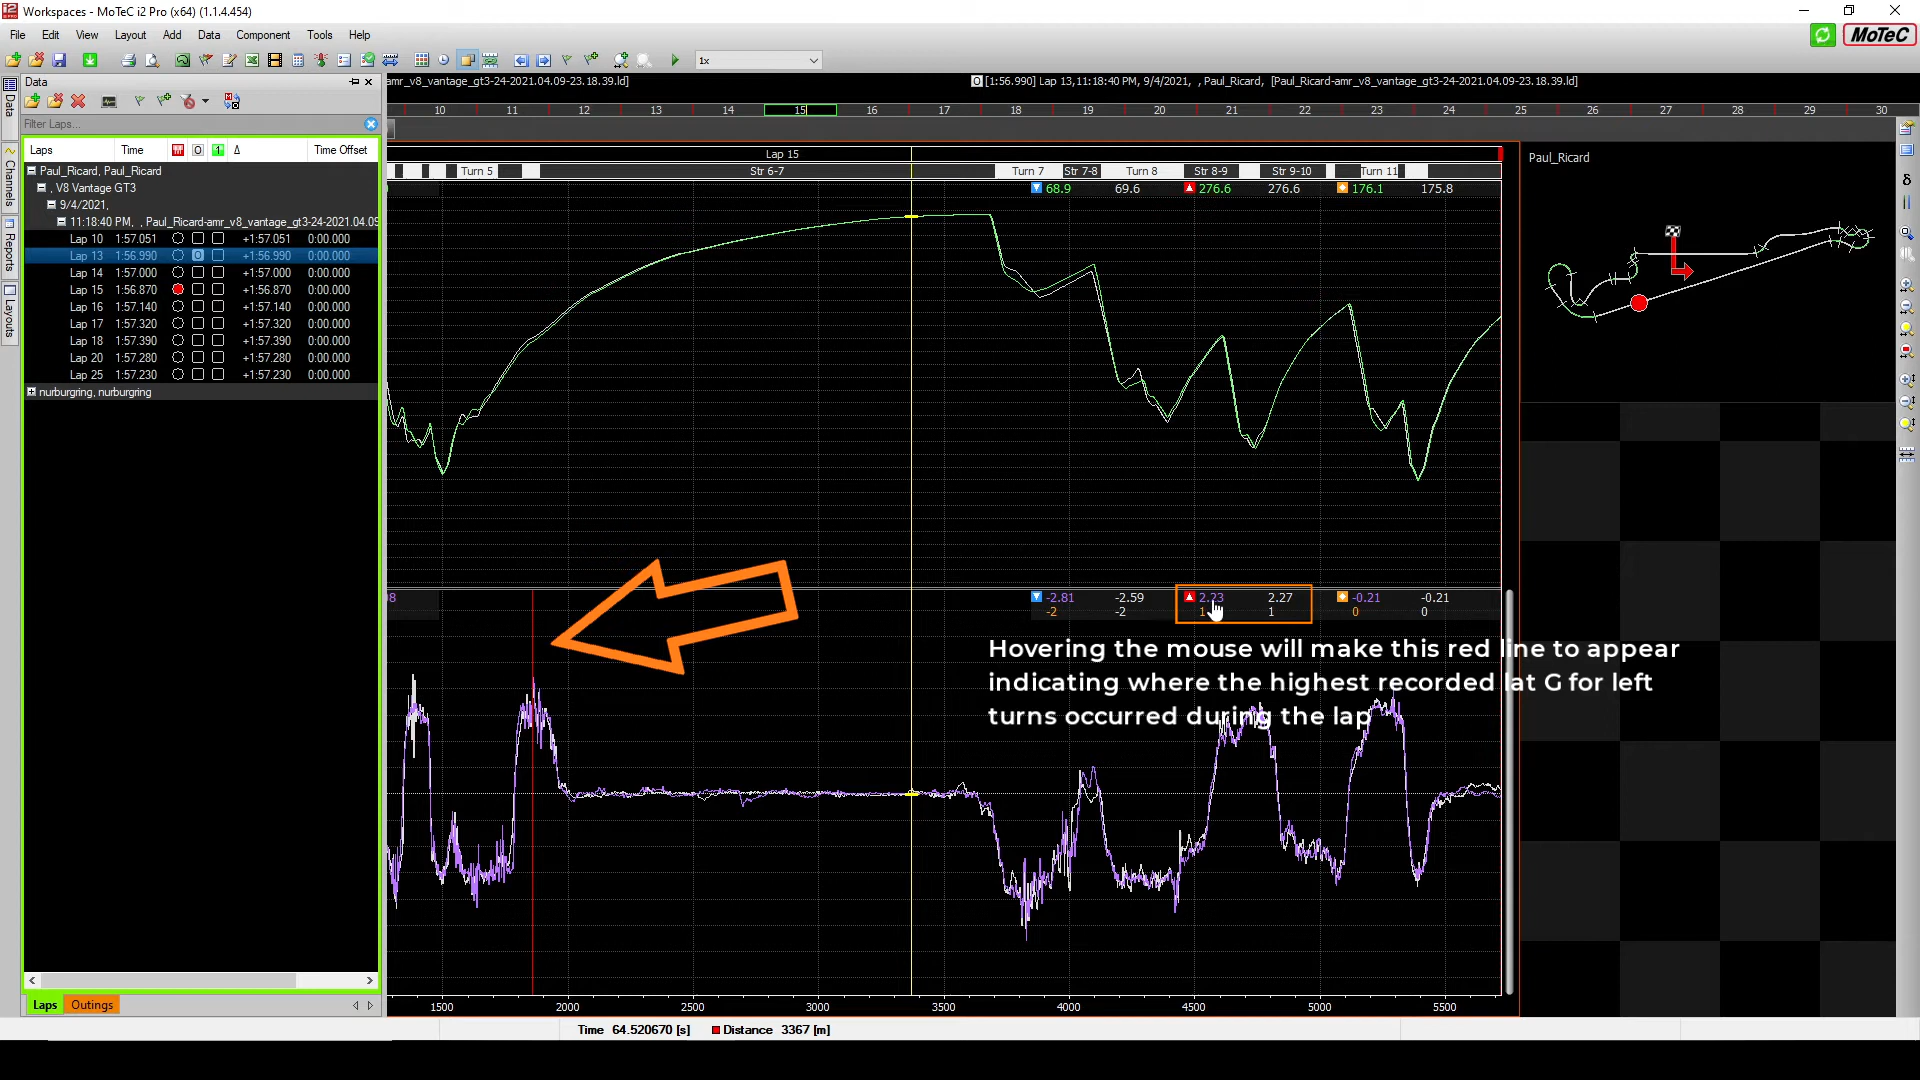 Workspaces - MoTeC i2 Pro (x64) (1.1.4.454)
File Edit View Layout Add Data Component Tools Help
MoTeC
1x
Data
amr_v8_vantage_gt3-24-2021.04.09-23.18.39.ld]
[1:56.990] Lap 13,11:18:40 PM, 9/4/2021, , Paul_Ricard, [Paul_Ricard-amr_v8_vantage_gt3-24-2021.04.09-23.18.39.ld]
10 11 12 13 14 15 16 17 18 19 20 21 22 23 24 25 26 27 28 29 30
Filter Laps...
Data
Channels
Reports
Layouts
Laps Time O 1 Δ Time Offset
Paul_Ricard, Paul_Ricard
, V8 Vantage GT3
9/4/2021,
11:18:40 PM, , Paul_Ricard-amr_v8_vantage_gt3-24-2021.04.09
Lap 10 1:57.051 +1:57.051 0:00.000
Lap 13 1:56.990 O +1:56.990 0:00.000
Lap 14 1:57.000 +1:57.000 0:00.000
Lap 15 1:56.870 +1:56.870 0:00.000
Lap 16 1:57.140 +1:57.140 0:00.000
Lap 17 1:57.320 +1:57.320 0:00.000
Lap 18 1:57.390 +1:57.390 0:00.000
Lap 20 1:57.280 +1:57.280 0:00.000
Lap 25 1:57.230 +1:57.230 0:00.000
nurburgring, nurburgring
Lap 15
Turn 5 Str 6-7 Turn 7 Str 7-8 Turn 8 Str 8-9 Str 9-10 Turn 11
68.9 69.6 276.6 276.6 176.1 175.8
Paul_Ricard
-2.81 -2.59 2.23 2.27 -0.21 -0.21
-2 -2 1 1 0 0
Hovering the mouse will make this red line to appear
indicating where the highest recorded lat G for left
turns occurred during the lap
1500 2000 2500 3000 3500 4000 4500 5000 5500
Laps Outings
Time 64.520670 [s] Distance 3367 [m]